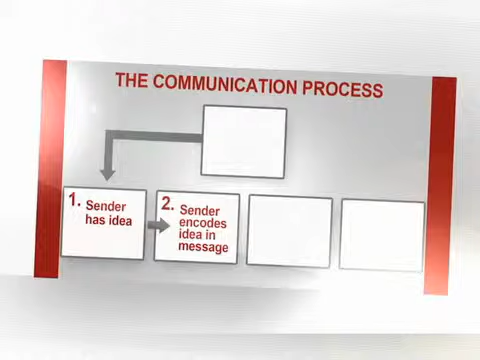 THE COMMUNICATION PROCESS
1. Sender
has idea
2. Sender
encodes
idea in
message